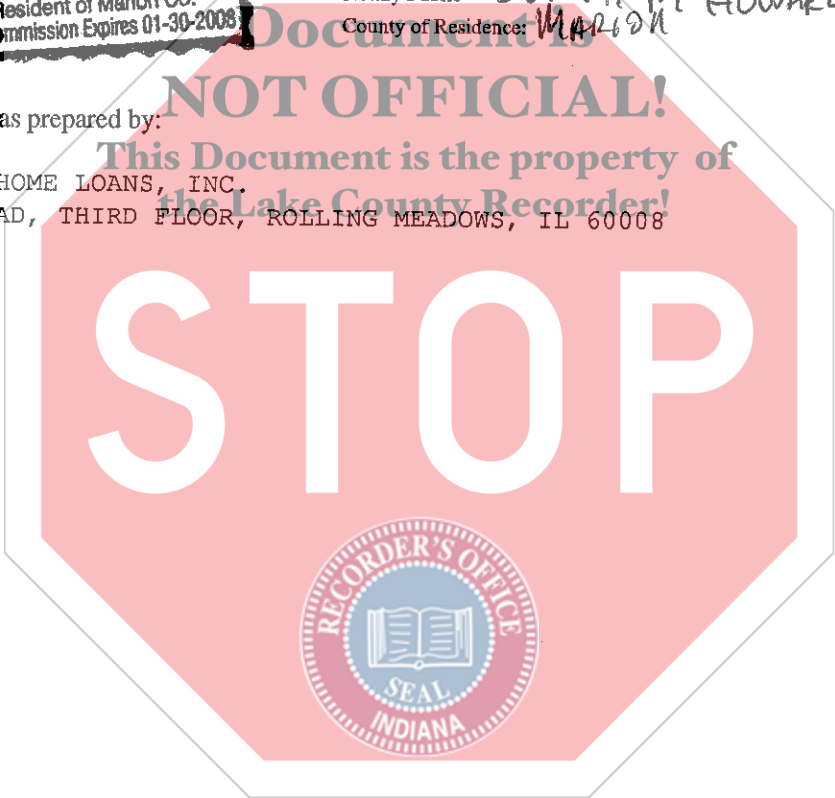 Resident of Marion Co.
mmission Expires 01-30-2008
HOWARD
County of Residence: MARION
Document is
NOT OFFICIAL!
as prepared by:
This Document is the property of
HOME LOANS, INC.
the Lake County Recorder!
AD, THIRD FLOOR, ROLLING MEADOWS, IL 60008
STOP
RECORDER'S OFFICE
SEAL
INDIANA